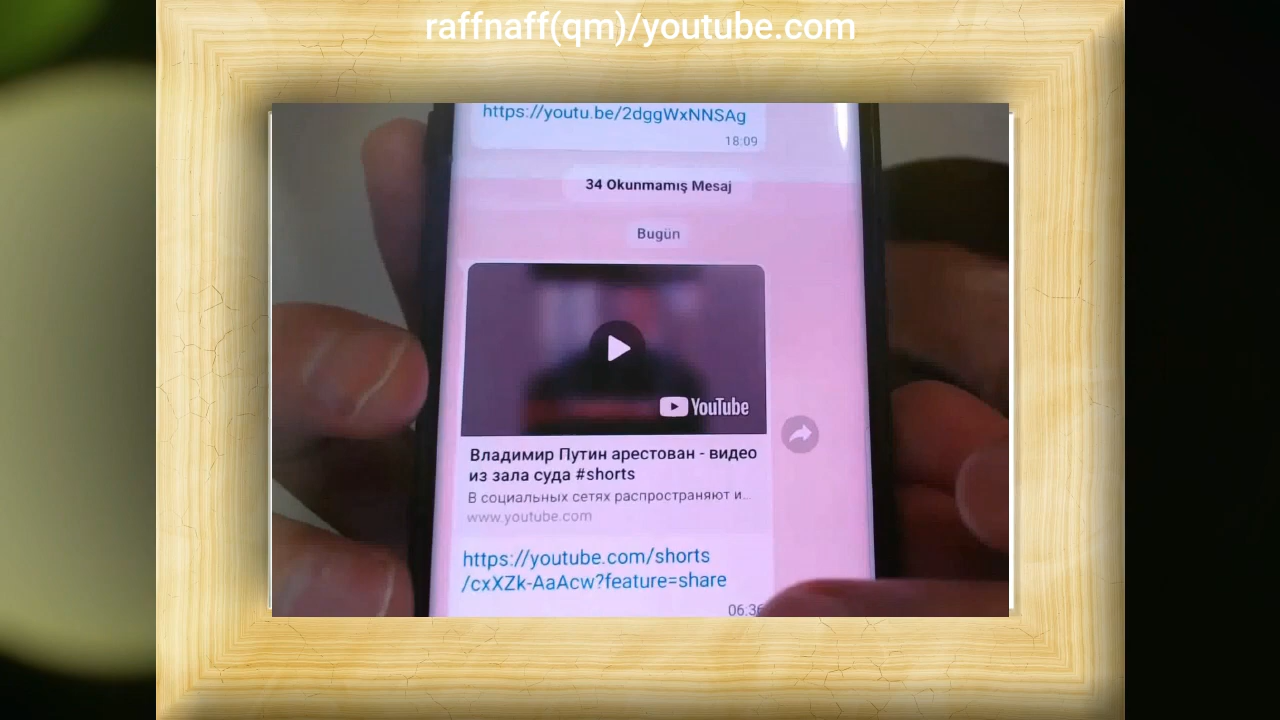 raffnaff(qm)/youtube.com
https://youtu.be/2dggWxNNSAg
18:09
34 Okunmamış Mesaj
Bugün
YouTube
Владимир Путин арестован - видео
из зала суда #shorts
В социальных сетях распространяют и...
www.youtube.com
https://youtube.com/shorts
/cxXZk-AaAcw?feature=share
06:36